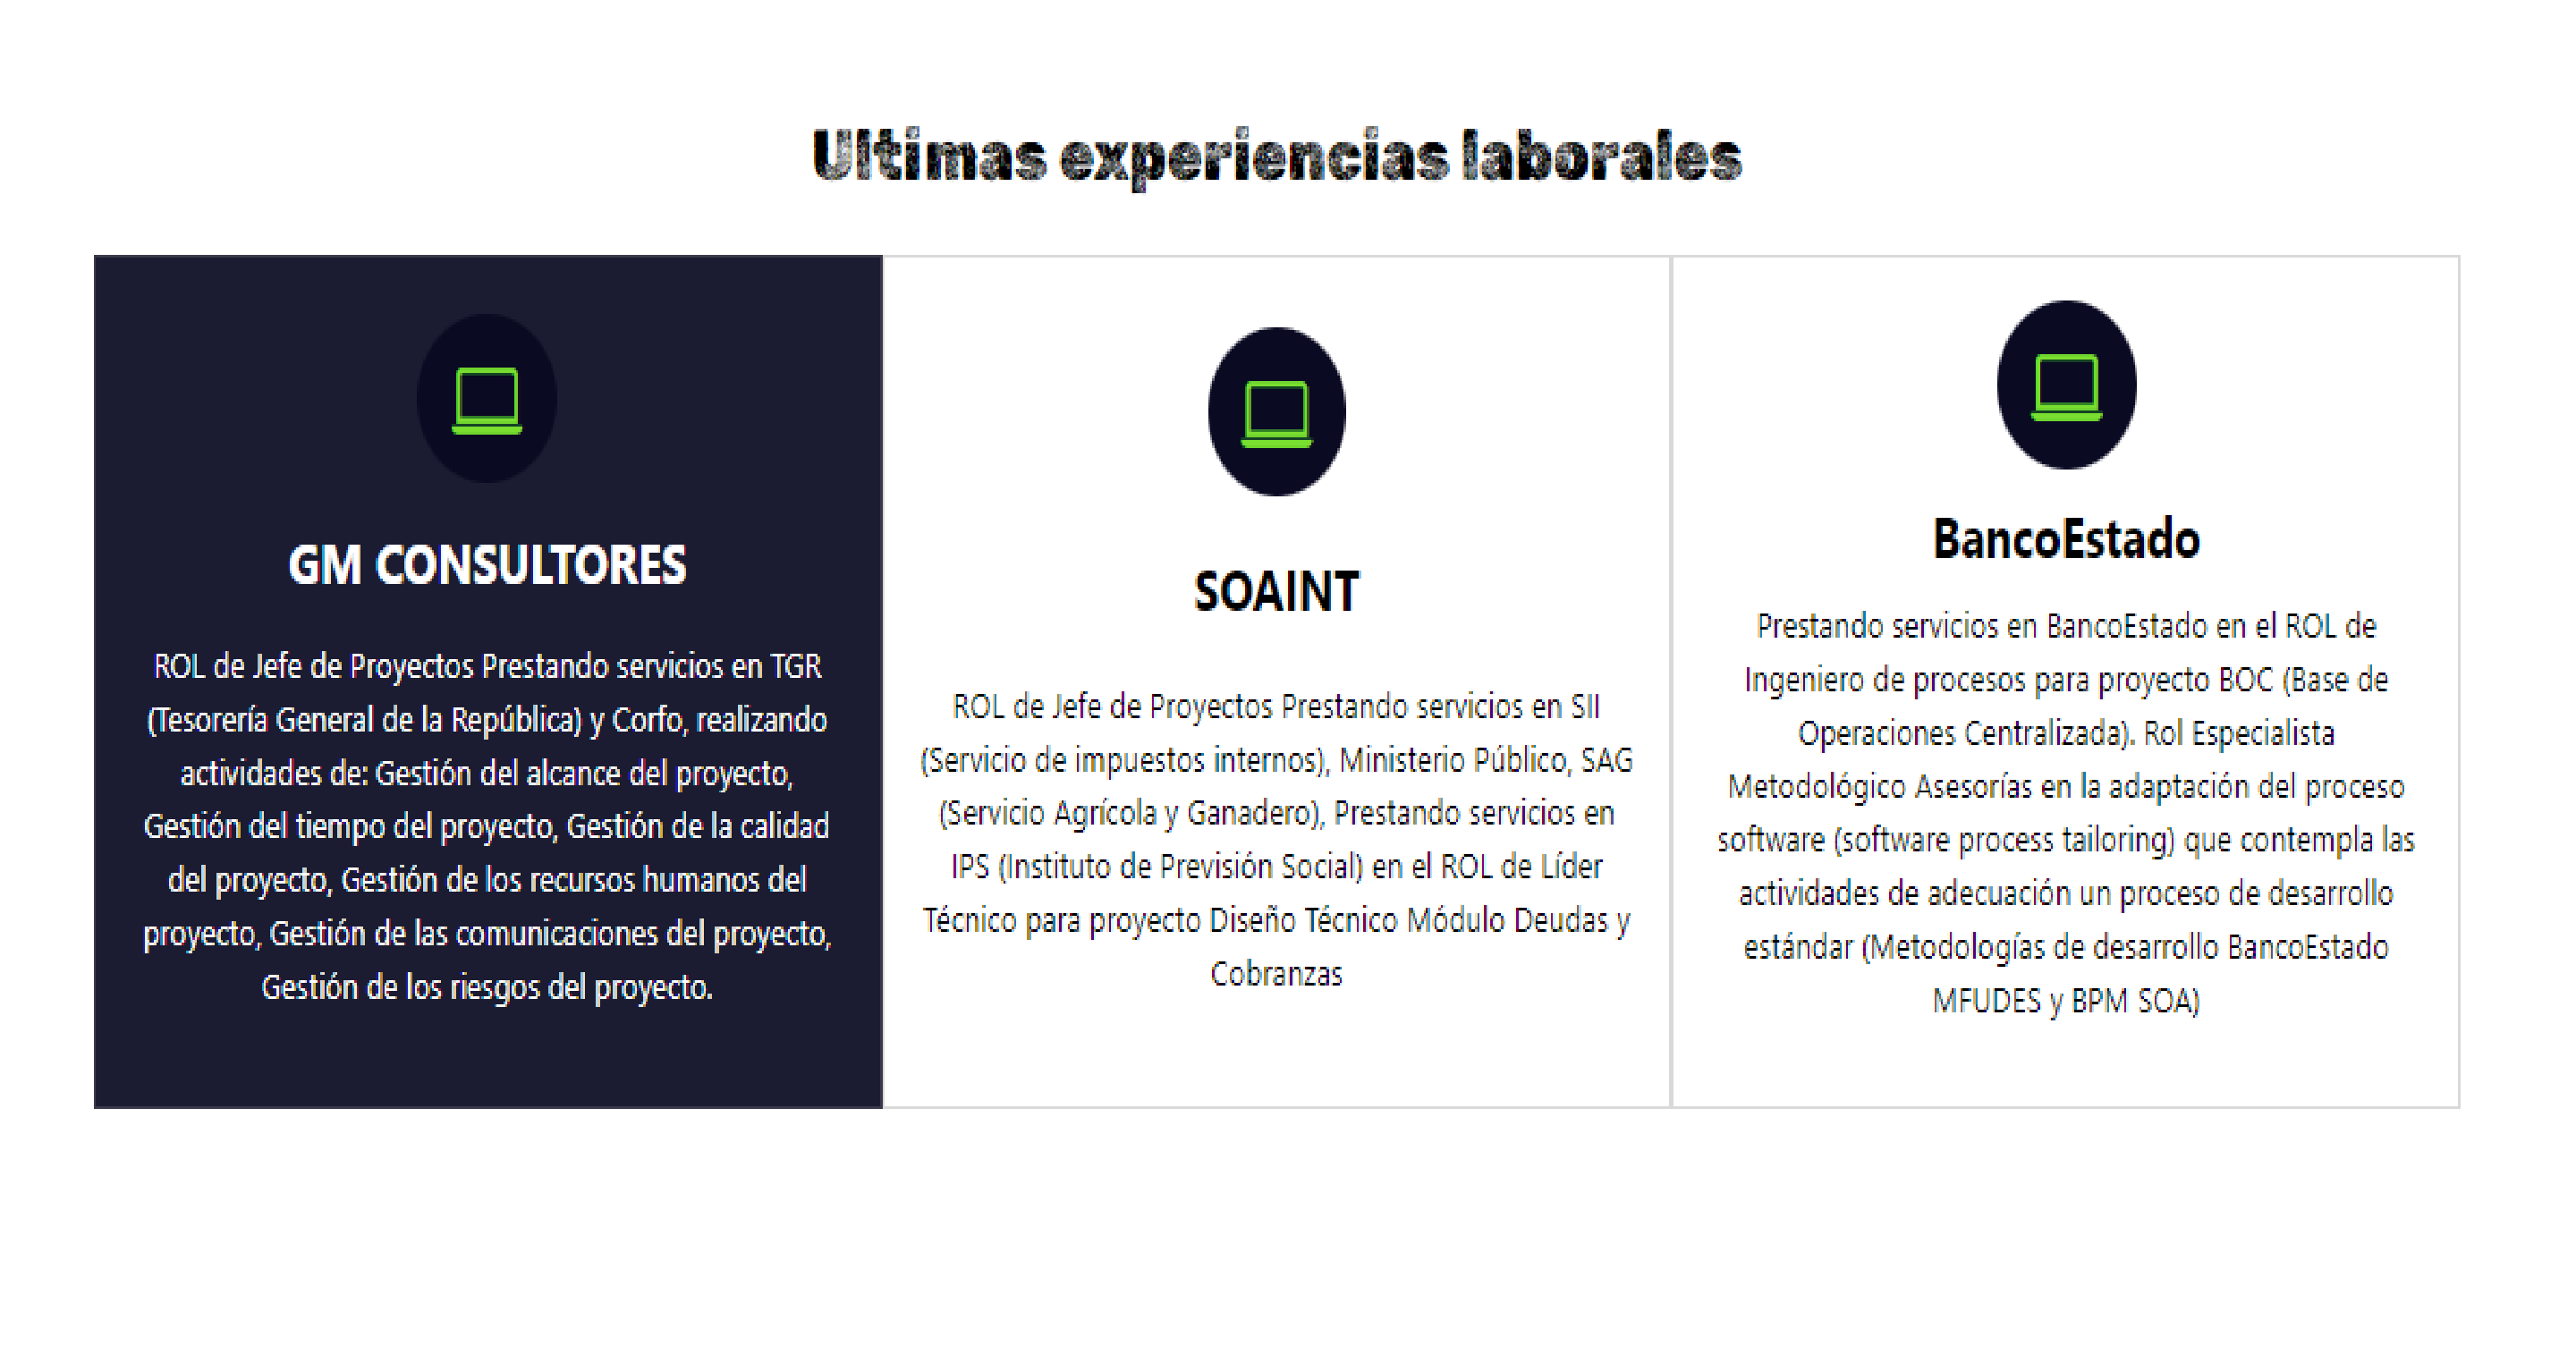 Ultimas experiencias laborales
GM CONSULTORES
ROL de Jefe de Proyectos Prestando servicios en TGR
(Tesorería General de la República) y Corfo, realizando
actividades de: Gestión del alcance del proyecto,
Gestión del tiempo del proyecto, Gestión de la calidad
del proyecto, Gestión de los recursos humanos del
proyecto, Gestión de las comunicaciones del proyecto,
Gestión de los riesgos del proyecto.
SOAINT
ROL de Jefe de Proyectos Prestando servicios en SII
(Servicio de impuestos internos), Ministerio Público, SAG
(Servicio Agrícola y Ganadero), Prestando servicios en
IPS (Instituto de Previsión Social) en el ROL de Líder
Técnico para proyecto Diseño Técnico Módulo Deudas y
Cobranzas
BancoEstado
Prestando servicios en BancoEstado en el ROL de
Ingeniero de procesos para proyecto BOC (Base de
Operaciones Centralizada). Rol Especialista
Metodológico Asesorías en la adaptación del proceso
software (software process tailoring) que contempla las
actividades de adecuación un proceso de desarrollo
estándar (Metodologías de desarrollo BancoEstado
MFUDES y BPM SOA)